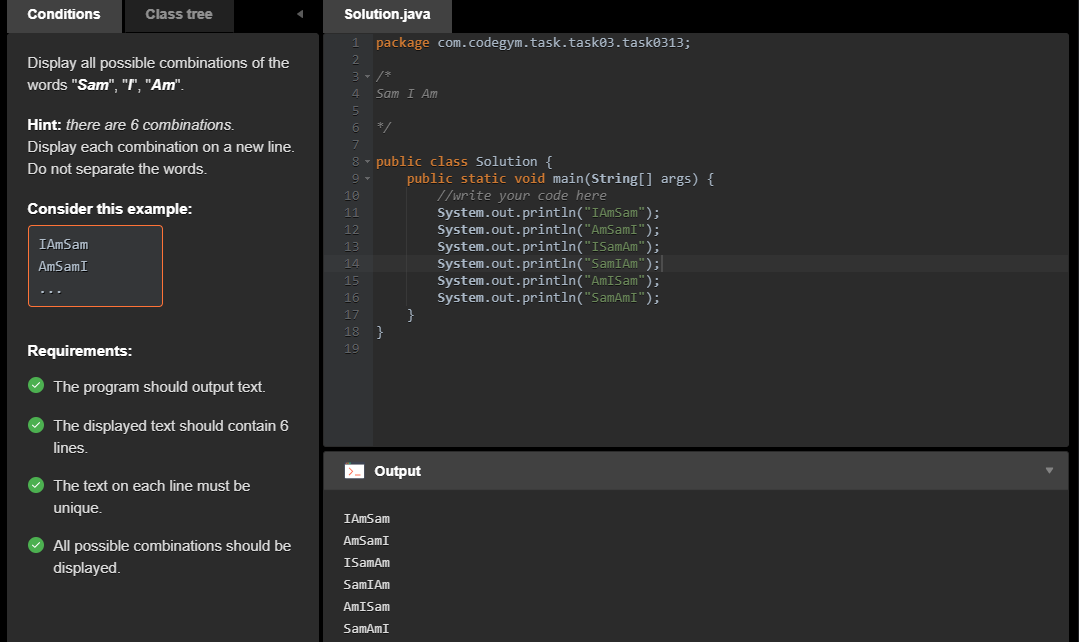 Conditions
Class tree
Display all possible combinations of the
words "Sam", "I", "Am".
Hint: there are 6 combinations.
Display each combination on a new line.
Do not separate the words.
Consider this example:
IAmSam
AmSamI
...
Requirements:
The program should output text.
The displayed text should contain 6
lines.
The text on each line must be
unique.
All possible combinations should be
displayed.
Solution.java
1 package com.codegym.task.task03.task0313;
2
3 /*
4 Sam I Am
5
6 */
7
8 public class Solution {
9     public static void main(String[] args) {
10         //write your code here
11         System.out.println("IAmSam");
12         System.out.println("AmSamI");
13         System.out.println("ISamAm");
14         System.out.println("SamIAm");
15         System.out.println("AmISam");
16         System.out.println("SamAmI");
17     }
18 }
19
Output
IAmSam
AmSamI
ISamAm
SamIAm
AmISam
SamAmI